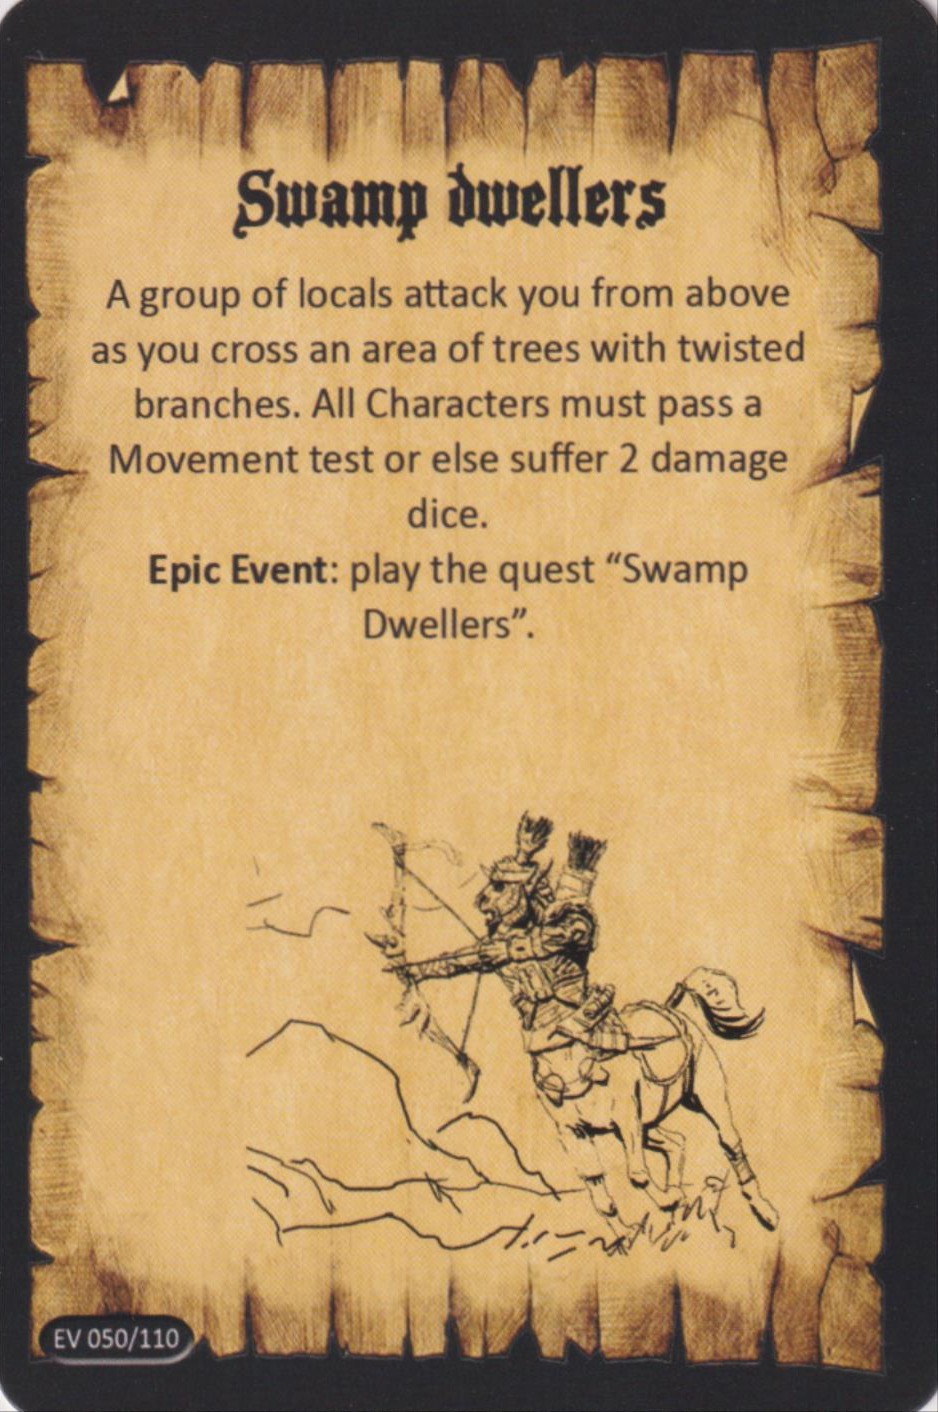 Swamp dwellers
A group of locals attack you from above
as you cross an area of trees with twisted
branches. All Characters must pass a
Movement test or else suffer 2 damage
dice.
Epic Event: play the quest “Swamp
Dwellers”.
EV 050/110